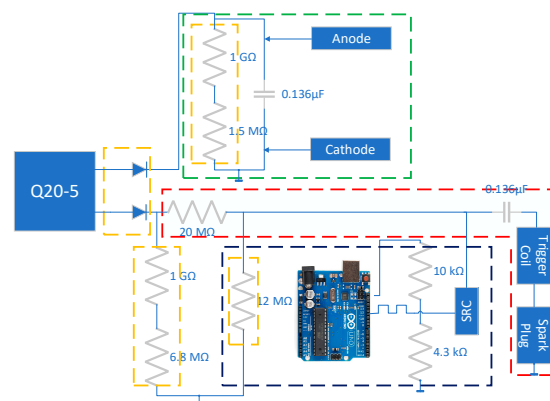 Anode
1 GΩ
0.136µF
1.5 MΩ
Cathode
Q20-5
0.136µF
20 MΩ
Trigger
Coil
1 GΩ
10 kΩ
12 MΩ
SRC
6.8 MΩ
4.3 kΩ
Spark
Plug